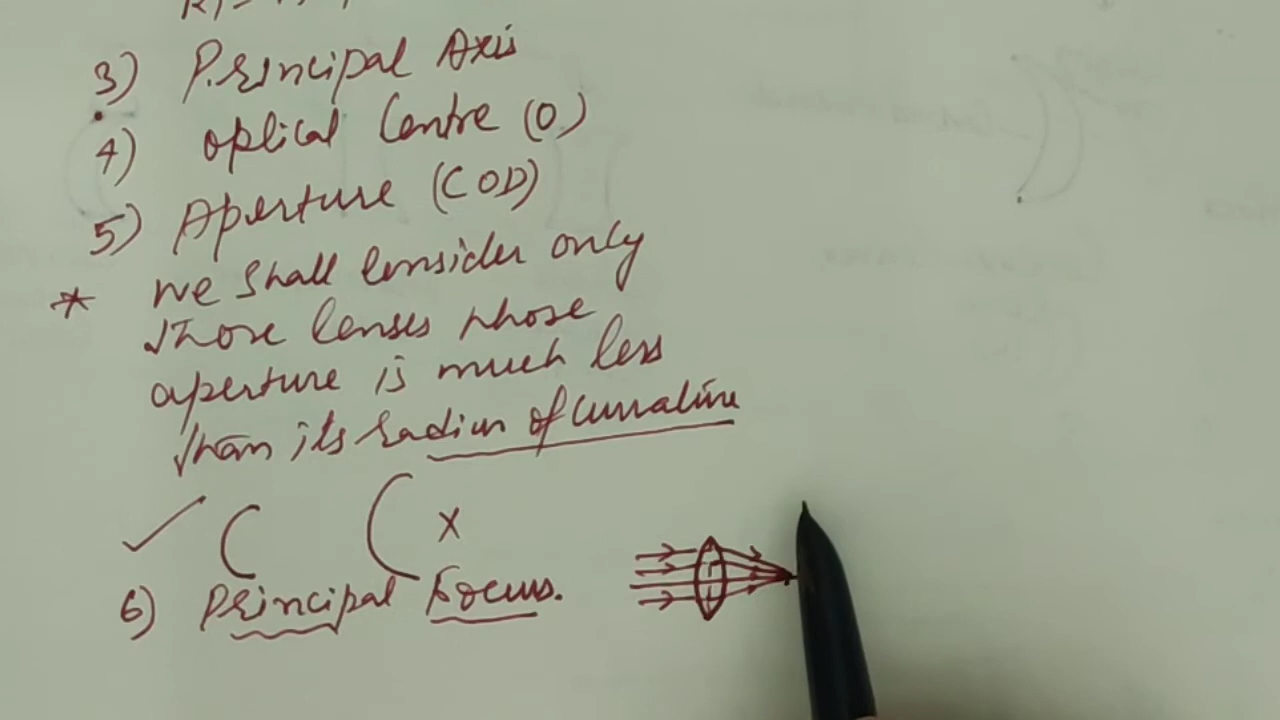 3) Principal Axis
4) Optical Centre (O)
5) Aperture (COD)
* We shall consider only
those lenses whose
aperture is much less
than its radius of curvature
✓ ( ( x
6) Principal Focus.